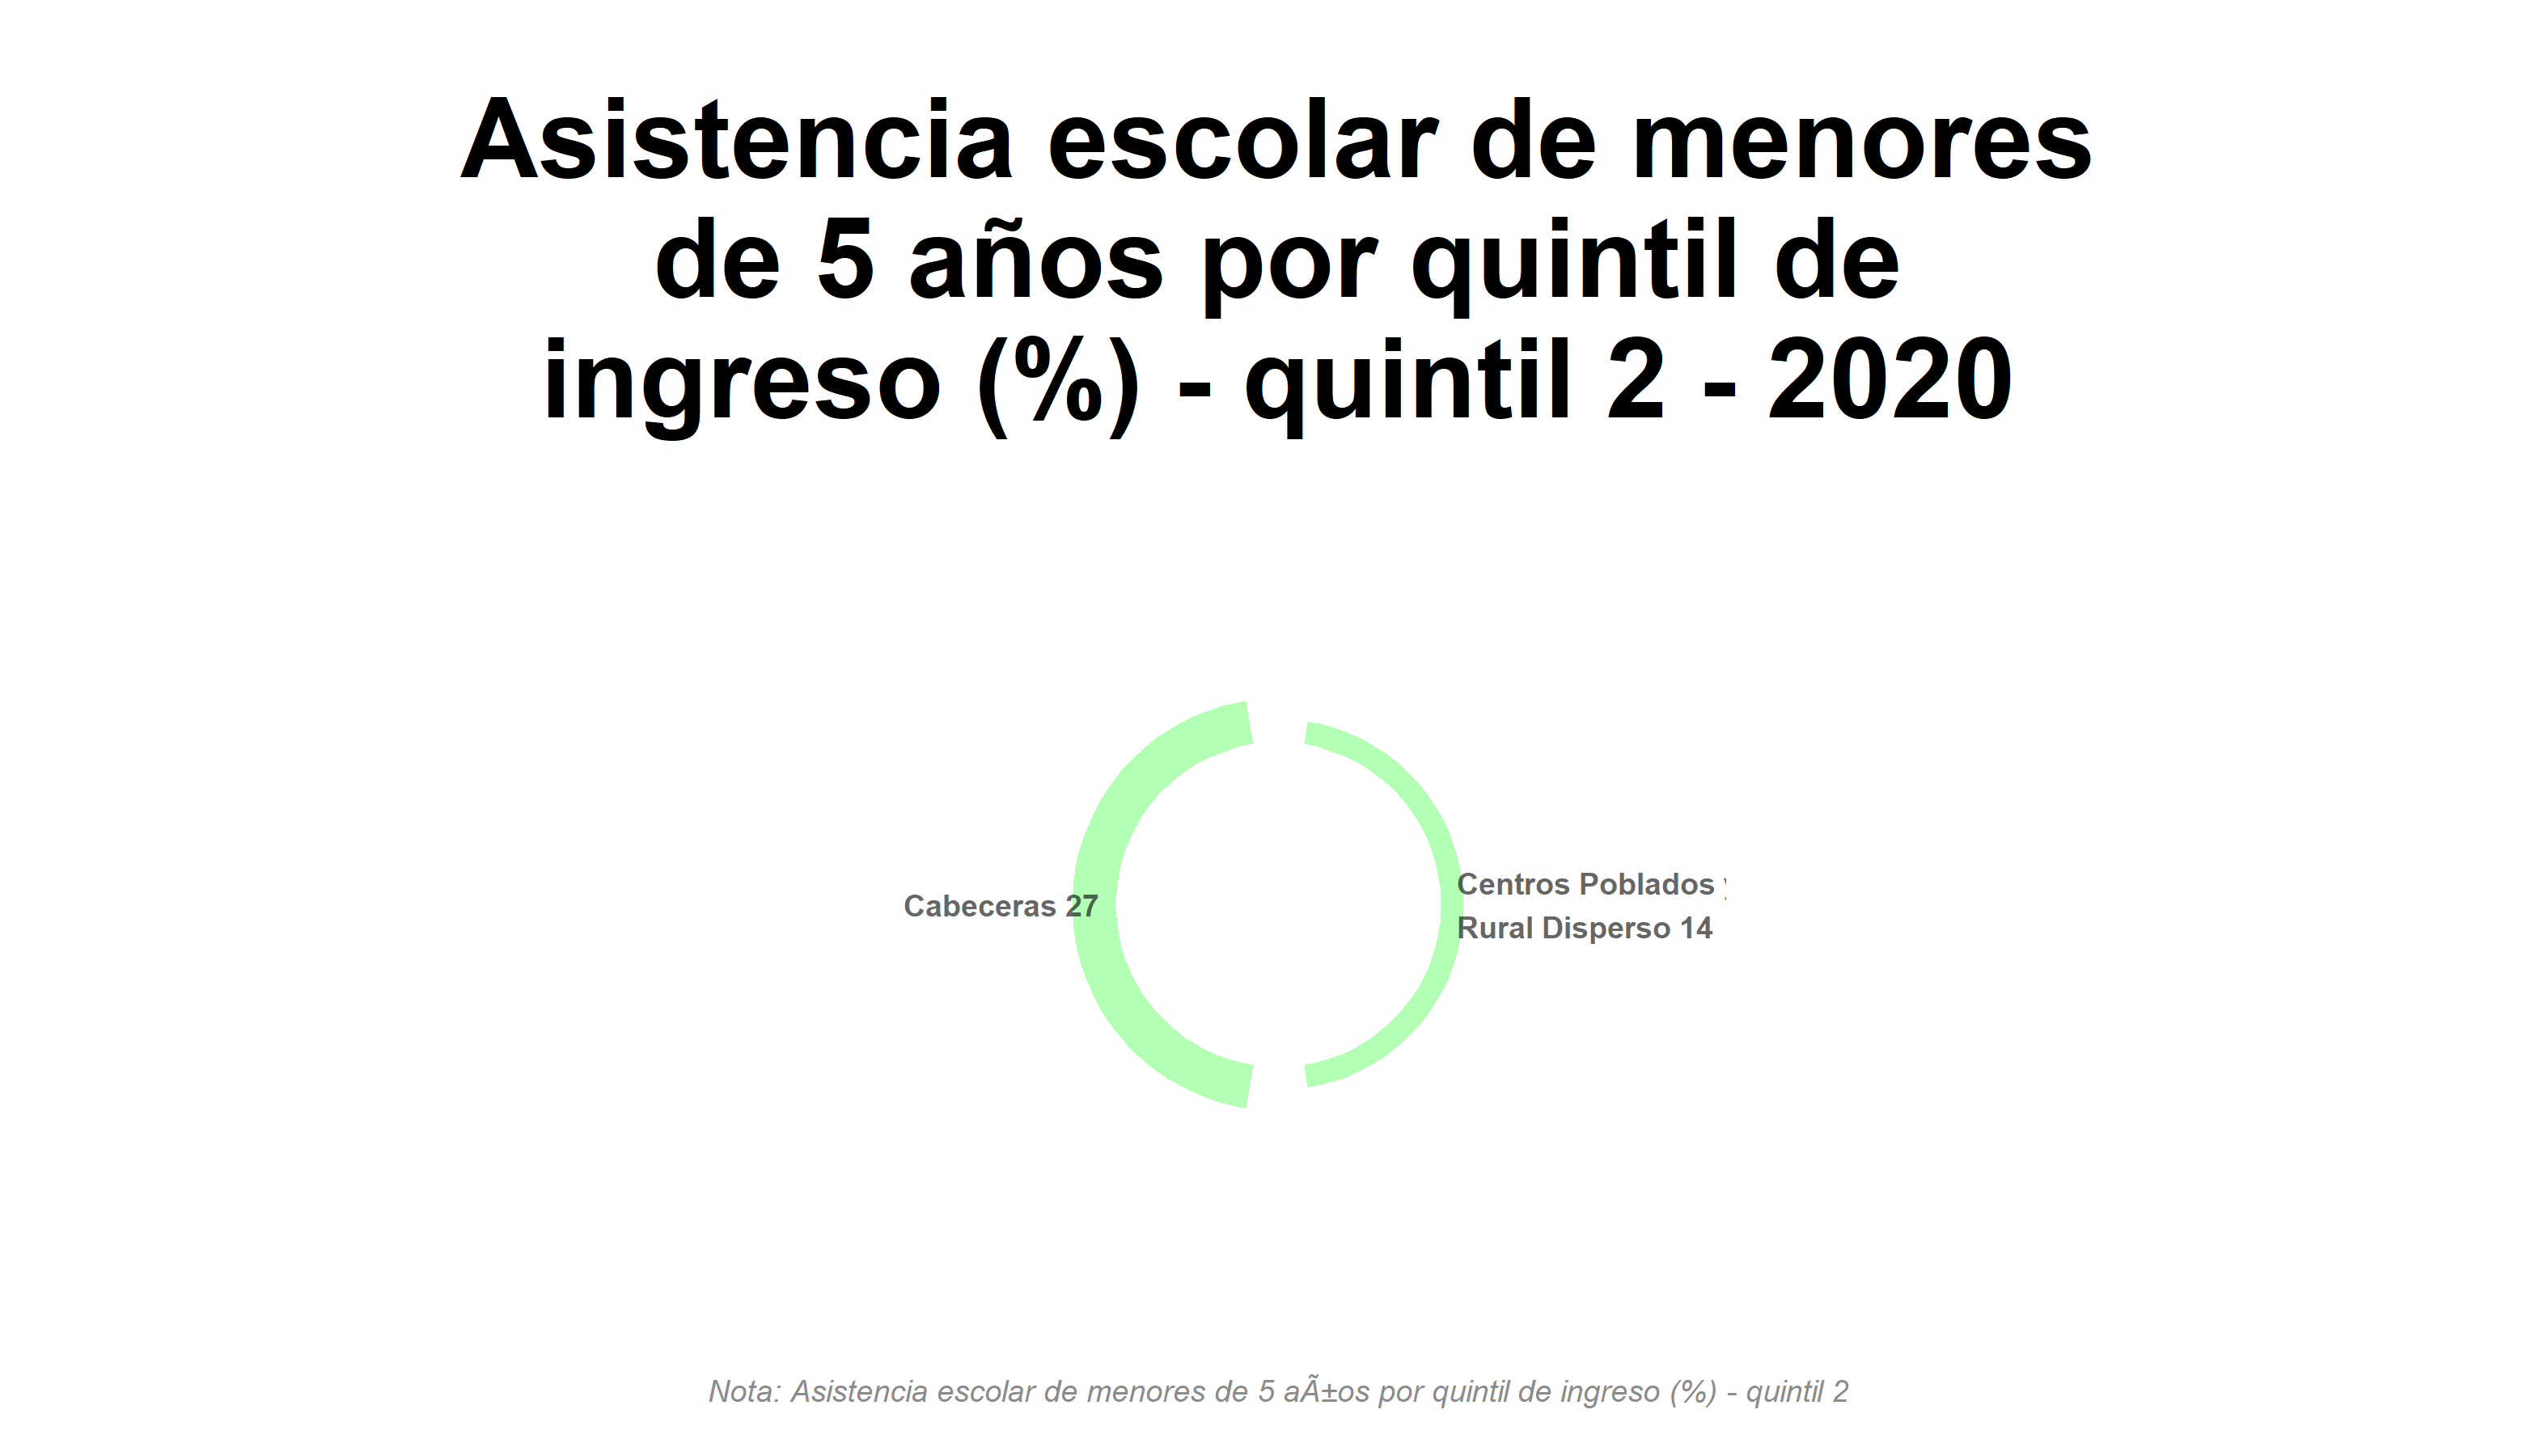 Asistencia escolar de menores
de 5 años por quintil de
ingreso (%) - quintil 2 - 2020
Cabeceras 27
Centros Poblados
Rural Disperso 14
Nota: Asistencia escolar de menores de 5 aÃ±os por quintil de ingreso (%) - quintil 2